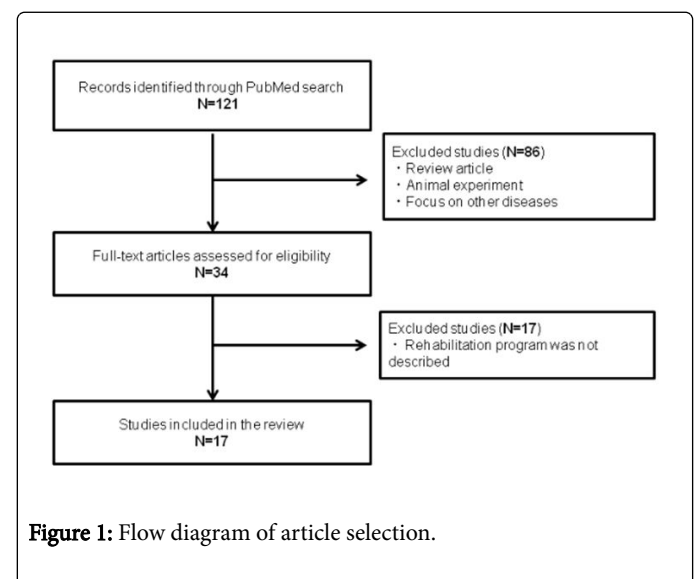 Records identified through PubMed search
N=121
Excluded studies (N=86)
・Review article
・Animal experiment
・Focus on other diseases
Full-text articles assessed for eligibility
N=34
Excluded studies (N=17)
・Rehabilitation program was not
described
Studies included in the review
N=17
Figure 1: Flow diagram of article selection.